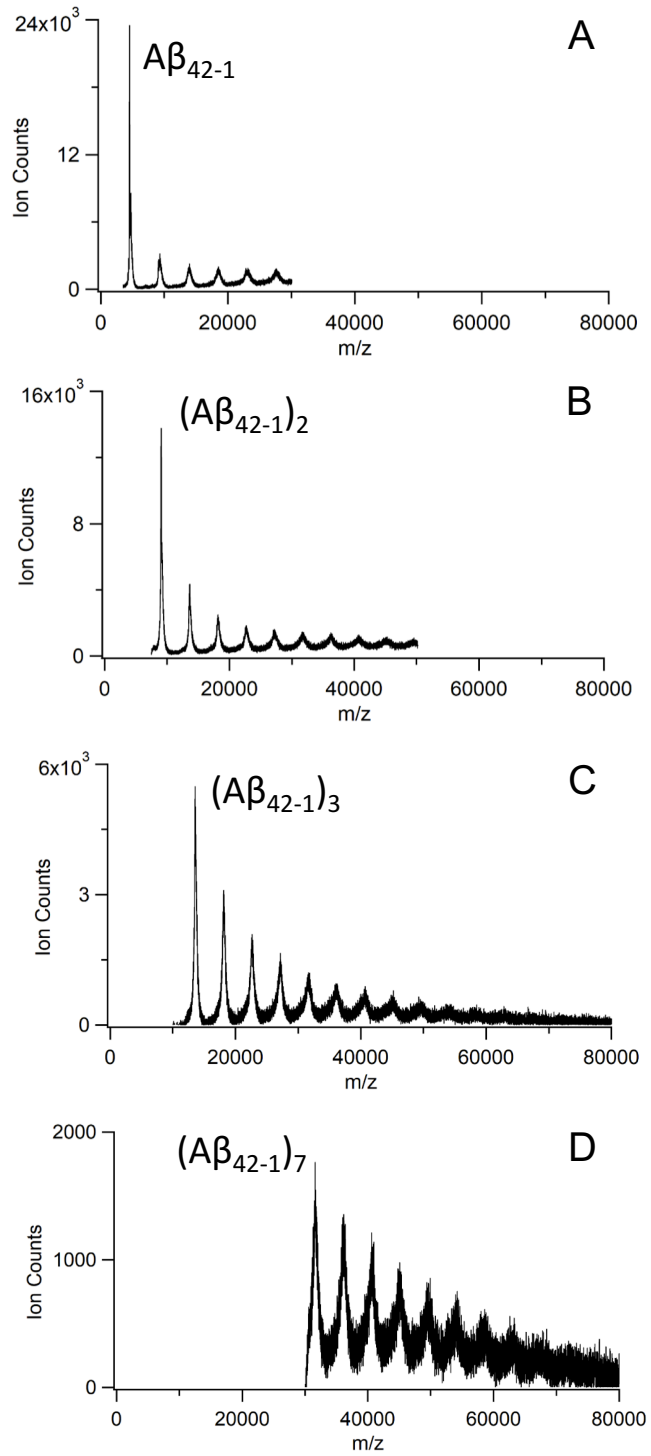 24x10³
A
Aβ₄₂₋₁
12
0
Ion Counts
0 20000 40000 60000 80000
m/z
16x10³
B
(Aβ₄₂₋₁)₂
8
0
Ion Counts
0 20000 40000 60000 80000
m/z
6x10³
C
(Aβ₄₂₋₁)₃
3
0
Ion Counts
0 20000 40000 60000 80000
m/z
2000
D
(Aβ₄₂₋₁)₇
1000
0
Ion Counts
0 20000 40000 60000 80000
m/z